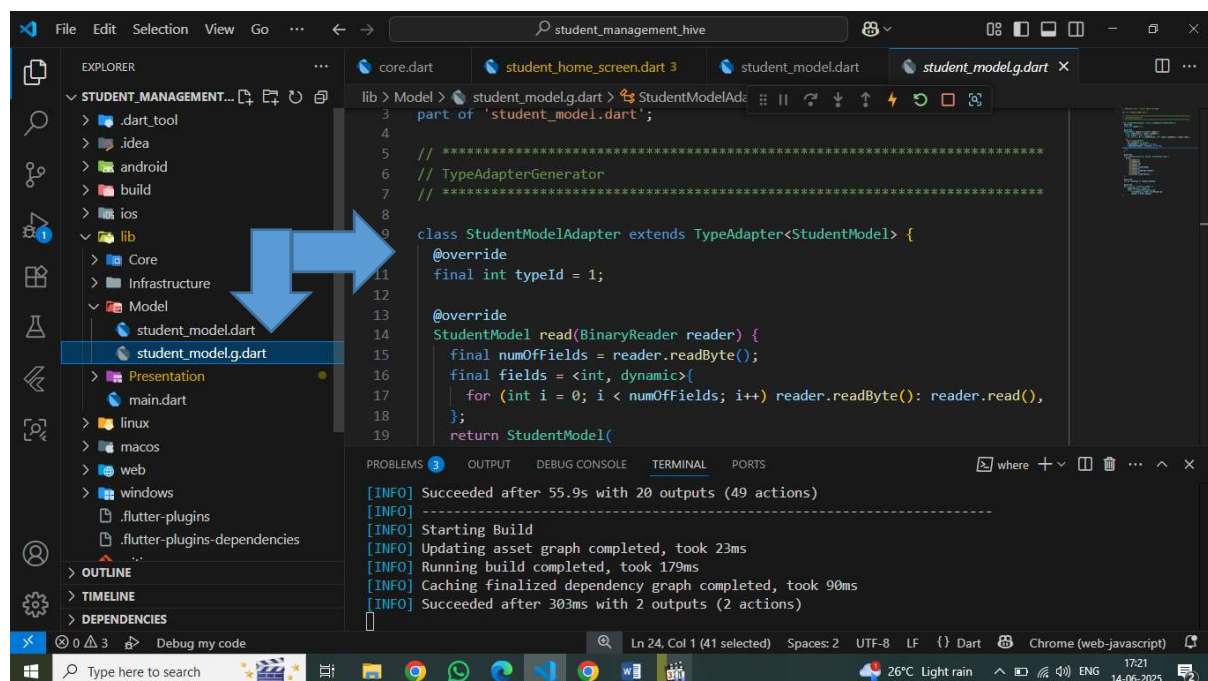 File Edit Selection View Go ··· student_management_hive
EXPLORER ···
STUDENT_MANAGEMENT...
.dart_tool
.idea
android
build
ios
lib
Core
Infrastructure
Model
student_model.dart
student_model.g.dart
Presentation
main.dart
linux
macos
web
windows
.flutter-plugins
.flutter-plugins-dependencies
OUTLINE
TIMELINE
DEPENDENCIES
1
core.dart student_home_screen.dart 3 student_model.dart student_model.g.dart ×
lib > Model > student_model.g.dart > StudentModelAda
3 part of 'student_model.dart';
4
5 // **************************************************************************
6 // TypeAdapterGenerator
7 // **************************************************************************
8
9 class StudentModelAdapter extends TypeAdapter<StudentModel> {
@override
11 final int typeId = 1;
12
13 @override
14 StudentModel read(BinaryReader reader) {
15 final numOfFields = reader.readByte();
16 final fields = <int, dynamic>{
17 for (int i = 0; i < numOfFields; i++) reader.readByte(): reader.read(),
18 };
19 return StudentModel(
PROBLEMS 3 OUTPUT DEBUG CONSOLE TERMINAL PORTS where
[INFO] Succeeded after 55.9s with 20 outputs (49 actions)
[INFO] ----------------------------------------------------------------------
[INFO] Starting Build
[INFO] Updating asset graph completed, took 23ms
[INFO] Running build completed, took 179ms
[INFO] Caching finalized dependency graph completed, took 90ms
[INFO] Succeeded after 303ms with 2 outputs (2 actions)
0 3 Debug my code Ln 24, Col 1 (41 selected) Spaces: 2 UTF-8 LF {} Dart Chrome (web-javascript)
Type here to search 26°C Light rain ENG 17:21
14-06-2025 2